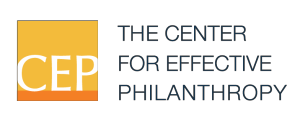 CEP
THE CENTER
FOR EFFECTIVE
PHILANTHROPY